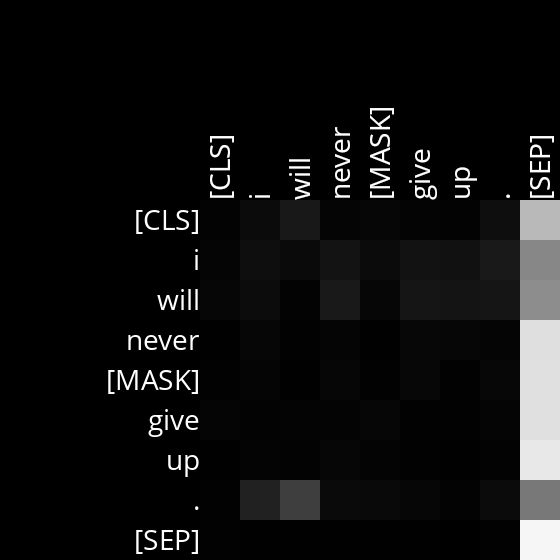 [CLS] i will never [MASK] give up . [SEP]
[CLS]
i
will
never
[MASK]
give
up
.
[SEP]